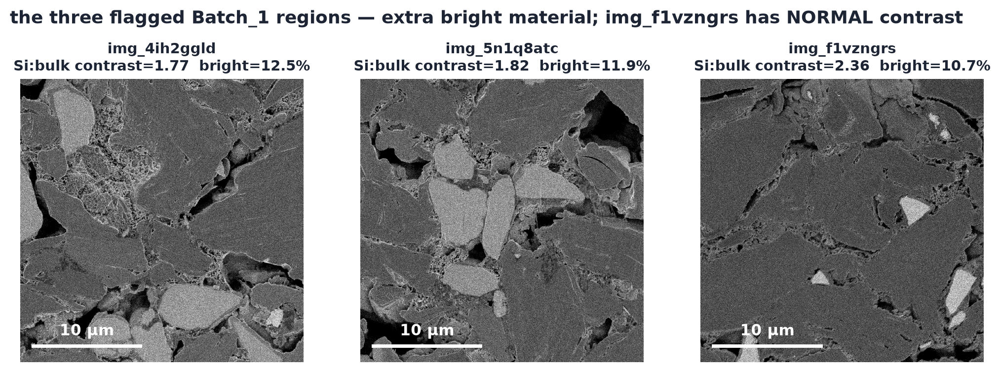 the three flagged Batch_1 regions — extra bright material; img_f1vzngrs has NORMAL contrast
img_4ih2ggld
Si:bulk contrast=1.77  bright=12.5%
img_5n1q8atc
Si:bulk contrast=1.82  bright=11.9%
img_f1vzngrs
Si:bulk contrast=2.36  bright=10.7%
10 µm
10 µm
10 µm